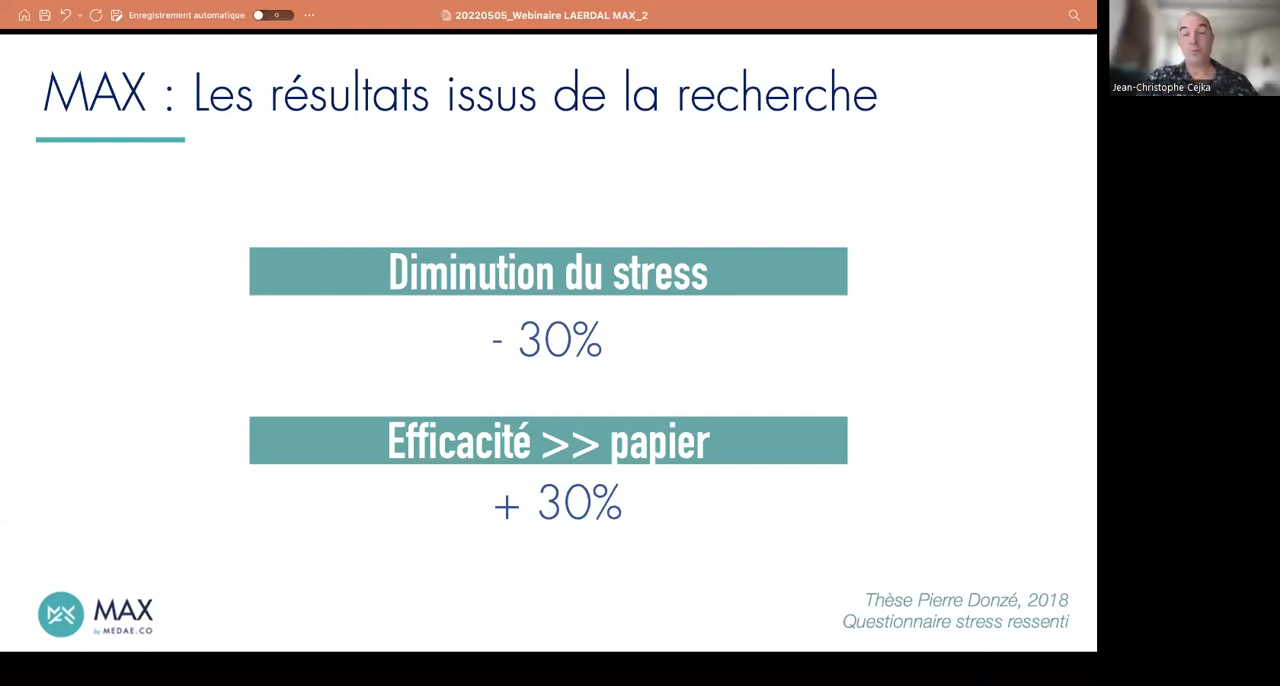 Enregistrement automatique
20220505_Webinaire LAERDAL MAX_2
Jean-Christophe Cejka
MAX : Les résultats issus de la recherche
Diminution du stress
- 30%
Efficacité >> papier
+ 30%
MAX
by MEDAE.CO
Thèse Pierre Donzé, 2018
Questionnaire stress ressenti